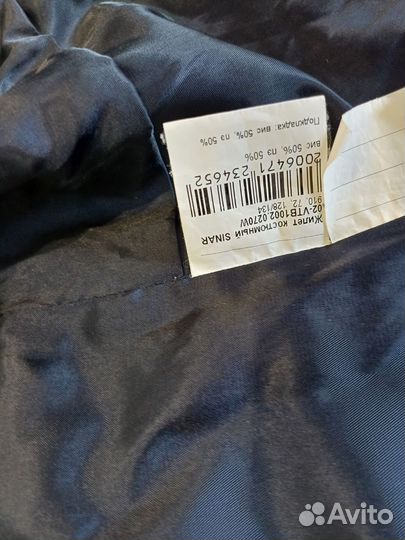 Жилет костюмный SINAR
02-VTB1002.0270W
910, 72, 128/134
2006471234652
вис 50%, пэ 50%
Подкладка: вис 50%, пэ 50%
Avito